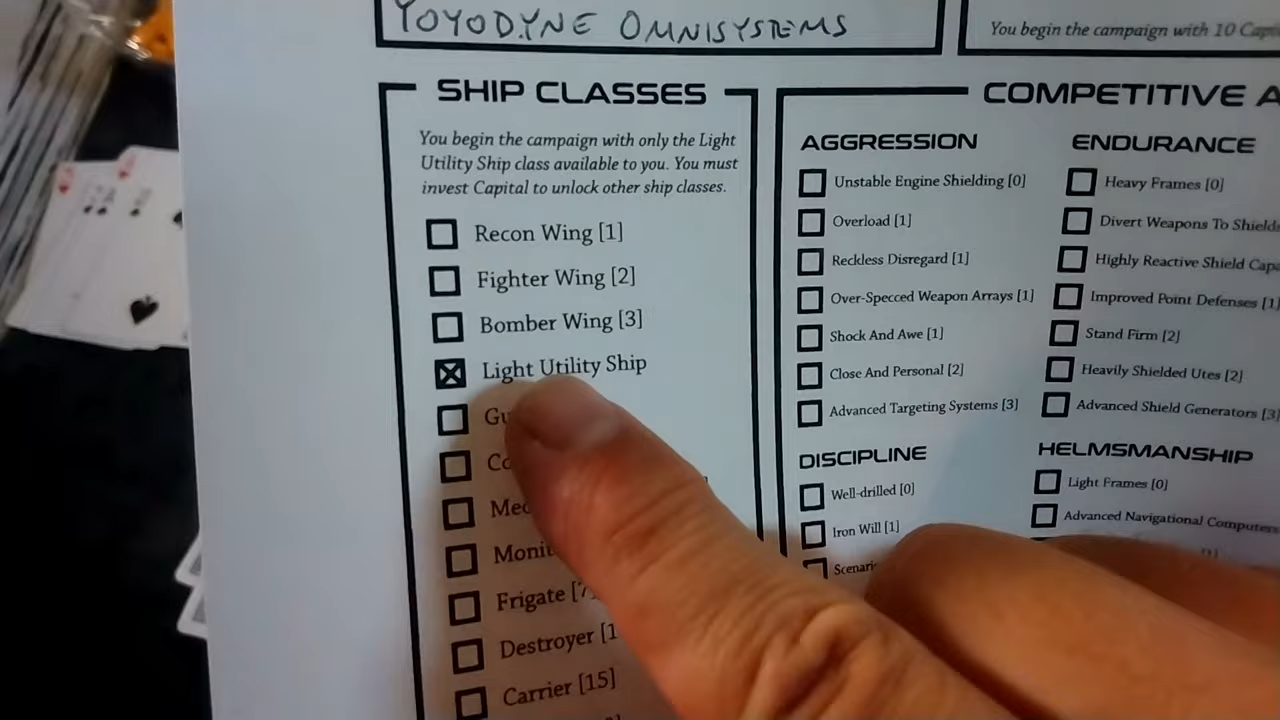 YOYODYNE OMNISYSTEMS
You begin the campaign with 10
SHIP CLASSES
You begin the campaign with only the Light
Utility Ship class available to you. You must
invest Capital to unlock other ship classes.
Recon Wing [1]
Fighter Wing [2]
Bomber Wing [3]
Light Utility Ship
Frigate
Destroyer
Carrier [15]
COMPETITIVE
AGGRESSION
Unstable Engine Shielding [0]
Overload [1]
Reckless Disregard [1]
Over-Specced Weapon Arrays [1]
Shock And Awe [1]
Close And Personal [2]
Advanced Targeting Systems [3]
ENDURANCE
Heavy Frames [0]
Divert Weapons To Shields
Highly Reactive Shield
Improved Point Defenses [1]
Stand Firm [2]
Heavily Shielded Utes [2]
Advanced Shield Generators [3]
DISCIPLINE
Well-drilled [0]
Iron Will [1]
HELMSMANSHIP
Light Frames [0]
Advanced Navigational Computers